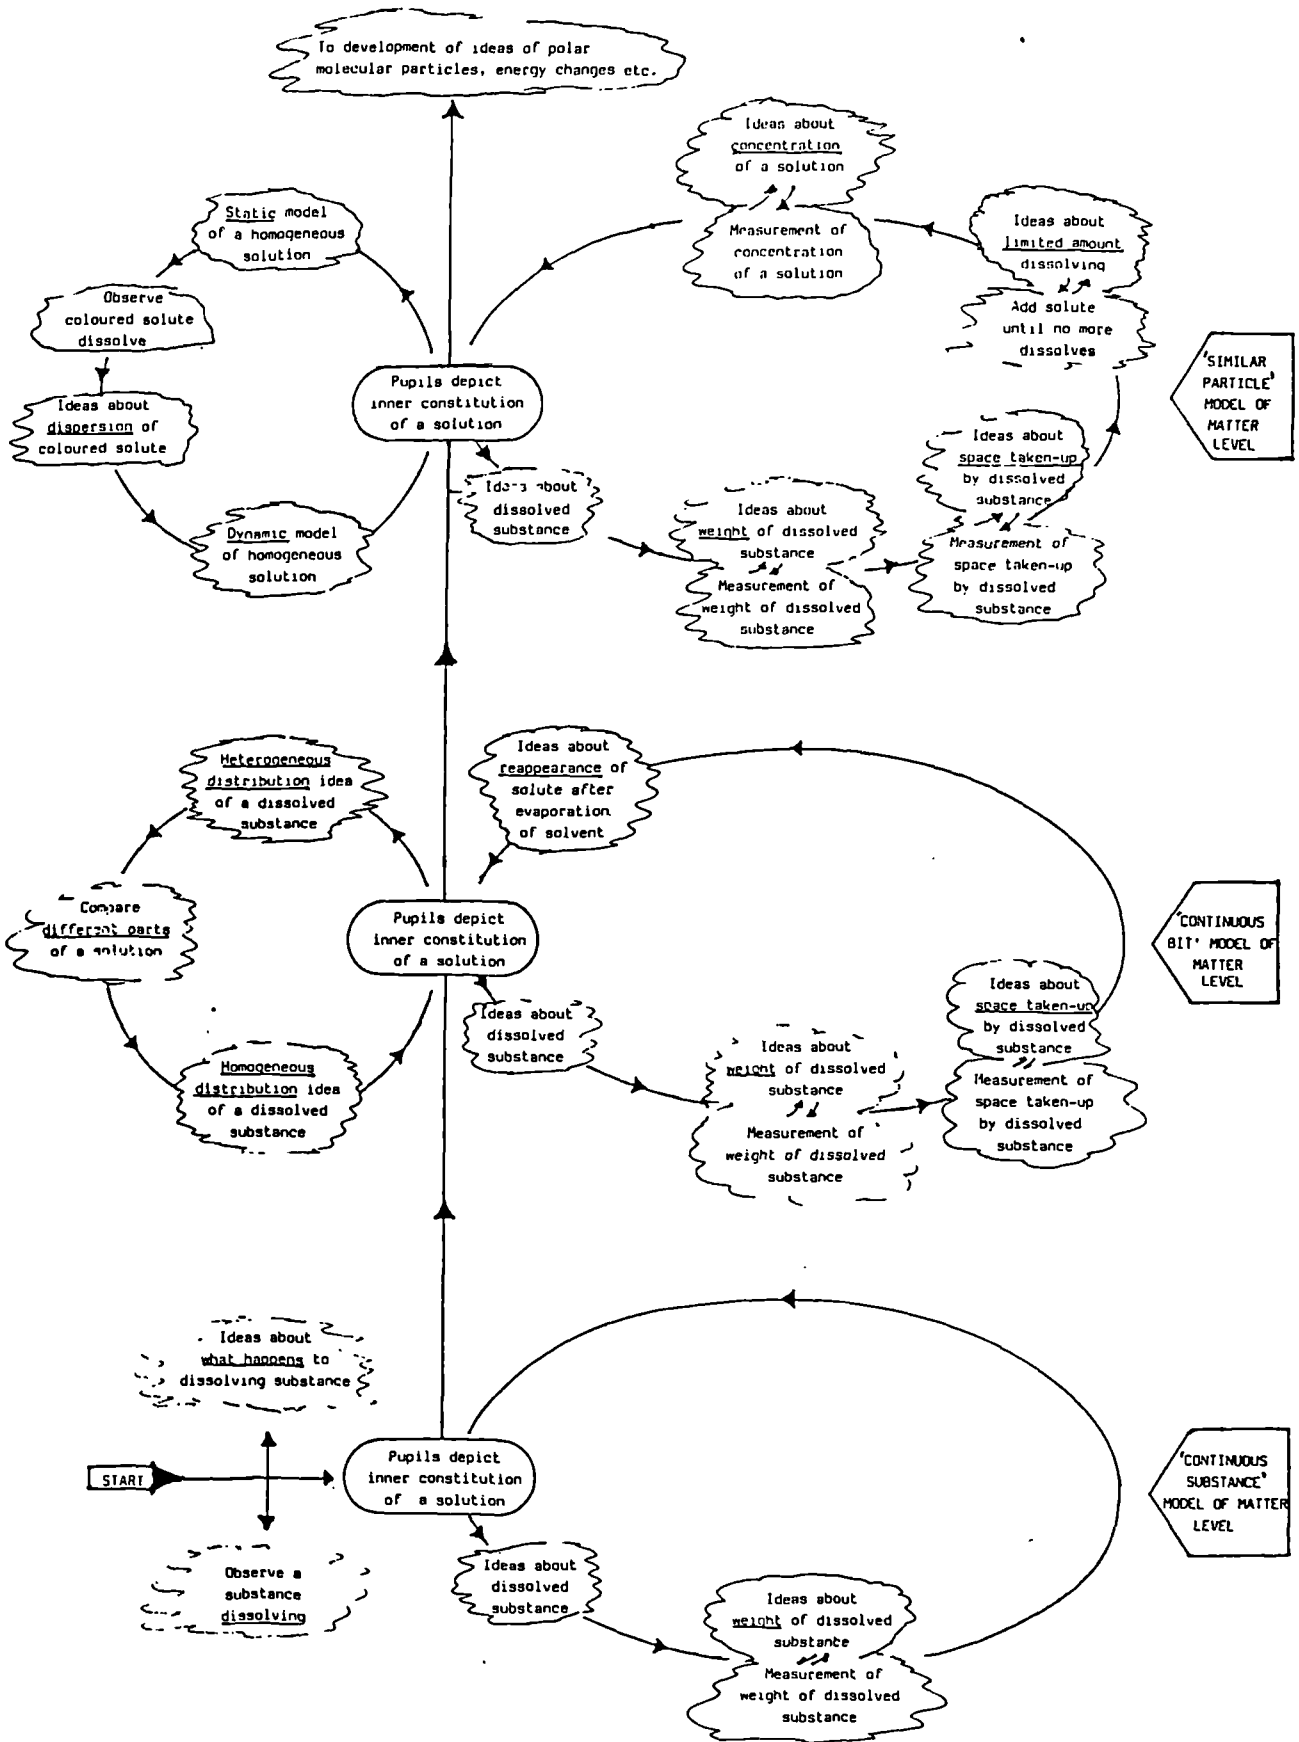 To development of ideas of polar
molecular particles, energy changes etc.
Ideas about
concentration
of a solution
Measurement of
concentration
of a solution
Static model
of a homogeneous
solution
Ideas about
limited amount
dissolving
Add solute
until no more
dissolves
Observe
coloured solute
dissolve
Pupils depict
inner constitution
of a solution
'SIMILAR
PARTICLE'
MODEL OF
MATTER
LEVEL
Ideas about
dispersion of
coloured solute
Ideas about
space taken-up
by dissolved
substance
Measurement of
space taken-up
by dissolved
substance
Ideas about
dissolved
substance
Ideas about
weight of dissolved
substance
Measurement of
weight of dissolved
substance
Dynamic model
of homogeneous
solution
Heterogeneous
distribution idea
of a dissolved
substance
Ideas about
reappearance of
solute after
evaporation
of solvent
Compare
different parts
of a solution
Pupils depict
inner constitution
of a solution
'CONTINUOUS
BIT' MODEL OF
MATTER
LEVEL
Ideas about
dissolved
substance
Ideas about
space taken-up
by dissolved
substance
Measurement of
space taken-up
by dissolved
substance
Homogeneous
distribution idea
of a dissolved
substance
Ideas about
weight of dissolved
substance
Measurement of
weight of dissolved
substance
Ideas about
what happens to
dissolving substance
START
Pupils depict
inner constitution
of a solution
'CONTINUOUS
SUBSTANCE'
MODEL OF MATTER
LEVEL
Observe a
substance
dissolving
Ideas about
dissolved
substance
Ideas about
weight of dissolved
substance
Measurement of
weight of dissolved
substance